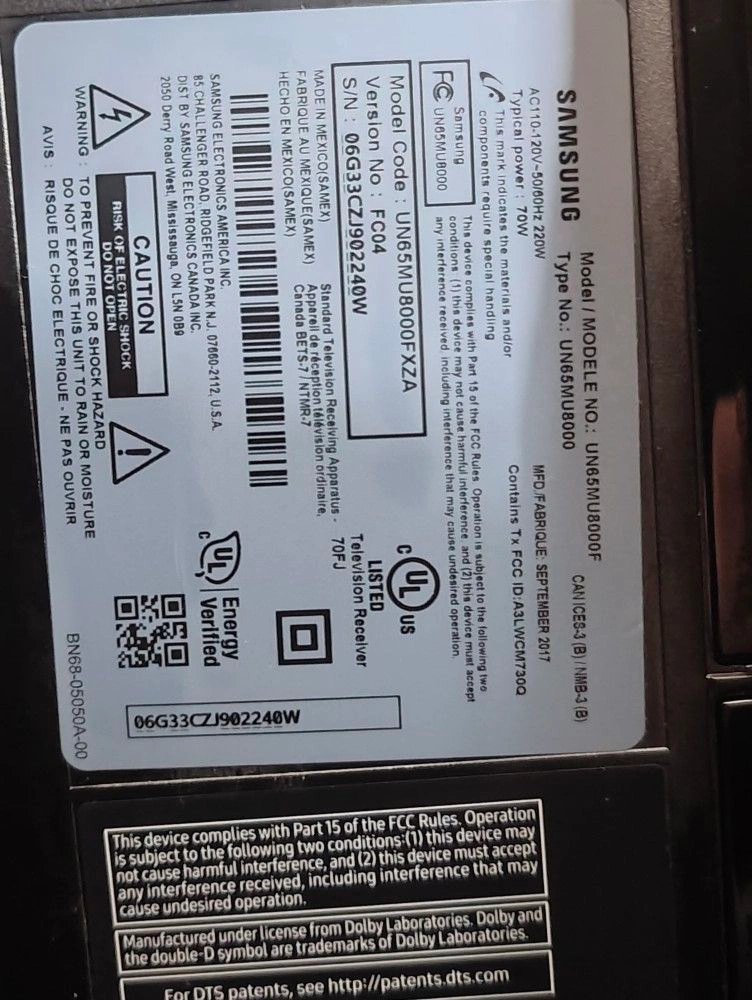 SAMSUNG
Model / MODELE NO.: UN65MU8000F
Type No.: UN65MU8000
CAN ICES-3 (B) / NMB-3 (B)
AC110-120V~50/60Hz 220W
Typical power : 70W
MFD./FABRIQUE: SEPTEMBER 2017
Contains Tx FCC ID:A3LWCM730Q
This mark indicates the materials and/or
components require special handling
FC Samsung
UN65MU8000
This device complies with Part 15 of the FCC Rules. Operation is subject to the following two
conditions (1) this device may not cause harmful interference, and (2) this device must accept
any interference received, including interference that may cause undesired operation.
Model Code : UN65MU8000FXZA
Version No : FC04
S/N : 06G33CZJ902240W
C UL US
LISTED
Television Receiver
70FJ
MADE IN MEXICO(SAMEX)
FABRIQUE AU MEXIQUE(SAMEX)
HECHO EN MEXICO(SAMEX)
Standard Television Receiving Apparatus -
Appareil de réception télévision ordinaire,
Canada BETS-7 / NTMR-7
SAMSUNG ELECTRONICS AMERICA INC.
85 CHALLENGER ROAD, RIDGEFIELD PARK N.J. 07660-2112, U.S.A.
DIST BY SAMSUNG ELECTRONICS CANADA INC.
2050 Derry Road West, Mississauga, ON L5N 0B9
C UL Energy
Verified
CAUTION
RISK OF ELECTRIC SHOCK
DO NOT OPEN
WARNING : TO PREVENT FIRE OR SHOCK HAZARD
DO NOT EXPOSE THIS UNIT TO RAIN OR MOISTURE
AVIS : RISQUE DE CHOC ELECTRIQUE - NE PAS OUVRIR
06G33CZJ902240W
BN68-05050A-00
This device complies with Part 15 of the FCC Rules. Operation
is subject to the following two conditions:(1) this device may
not cause harmful interference, and (2) this device must accept
any interference received, including interference that may
cause undesired operation.
Manufactured under license from Dolby Laboratories. Dolby and
the double-D symbol are trademarks of Dolby Laboratories.
For DTS patents, see http://patents.dts.com